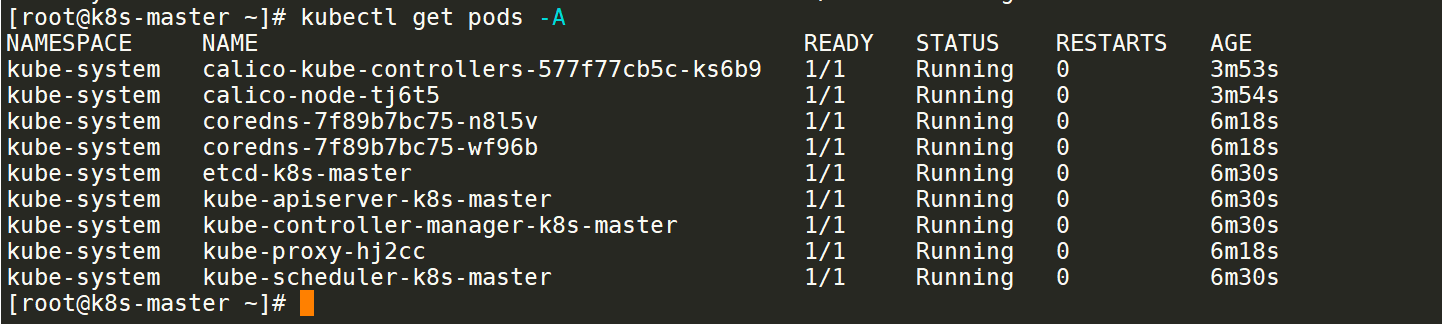 [root@k8s-master ~]# kubectl get pods -A
NAMESPACE     NAME                                       READY   STATUS    RESTARTS   AGE
kube-system   calico-kube-controllers-577f77cb5c-ks6b9   1/1     Running   0          3m53s
kube-system   calico-node-tj6t5                          1/1     Running   0          3m54s
kube-system   coredns-7f89b7bc75-n8l5v                   1/1     Running   0          6m18s
kube-system   coredns-7f89b7bc75-wf96b                   1/1     Running   0          6m18s
kube-system   etcd-k8s-master                            1/1     Running   0          6m30s
kube-system   kube-apiserver-k8s-master                  1/1     Running   0          6m30s
kube-system   kube-controller-manager-k8s-master         1/1     Running   0          6m30s
kube-system   kube-proxy-hj2cc                           1/1     Running   0          6m18s
kube-system   kube-scheduler-k8s-master                  1/1     Running   0          6m30s
[root@k8s-master ~]#